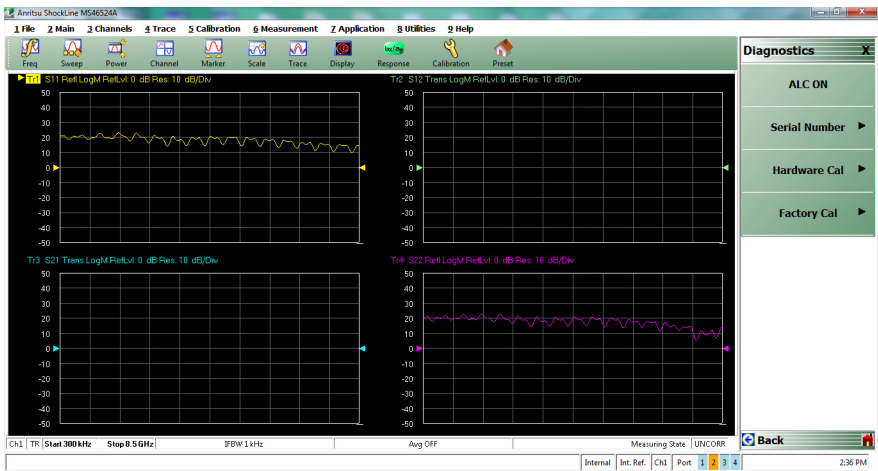 Anritsu ShockLine MS46524A
1 File 2 Main 3 Channels 4 Trace 5 Calibration 6 Measurement 7 Application 8 Utilities 9 Help
Freq Sweep Power Channel Marker Scale Trace Display Response Calibration Preset
Diagnostics X
ALC ON
Serial Number
Hardware Cal
Factory Cal
Tr1 S11 Refl LogM RefLvl: 0 dB Res: 10 dB/Div
50
40
30
20
10
0
-10
-20
-30
-40
-50
Tr2 S12 Trans LogM RefLvl: 0 dB Res: 10 dB/Div
50
40
30
20
10
0
-10
-20
-30
-40
-50
Tr3 S21 Trans LogM RefLvl: 0 dB Res: 10 dB/Div
50
40
30
20
10
0
-10
-20
-30
-40
-50
Tr4 S22 Refl LogM RefLvl: 0 dB Res: 10 dB/Div
50
40
30
20
10
0
-10
-20
-30
-40
-50
Back
Ch1 TR Start 300 kHz Stop 8.5 GHz IFBW 1 kHz Avg OFF Measuring State UNCORR
Internal Int. Ref. Ch1 Port 1 2 3 4 2:36 PM